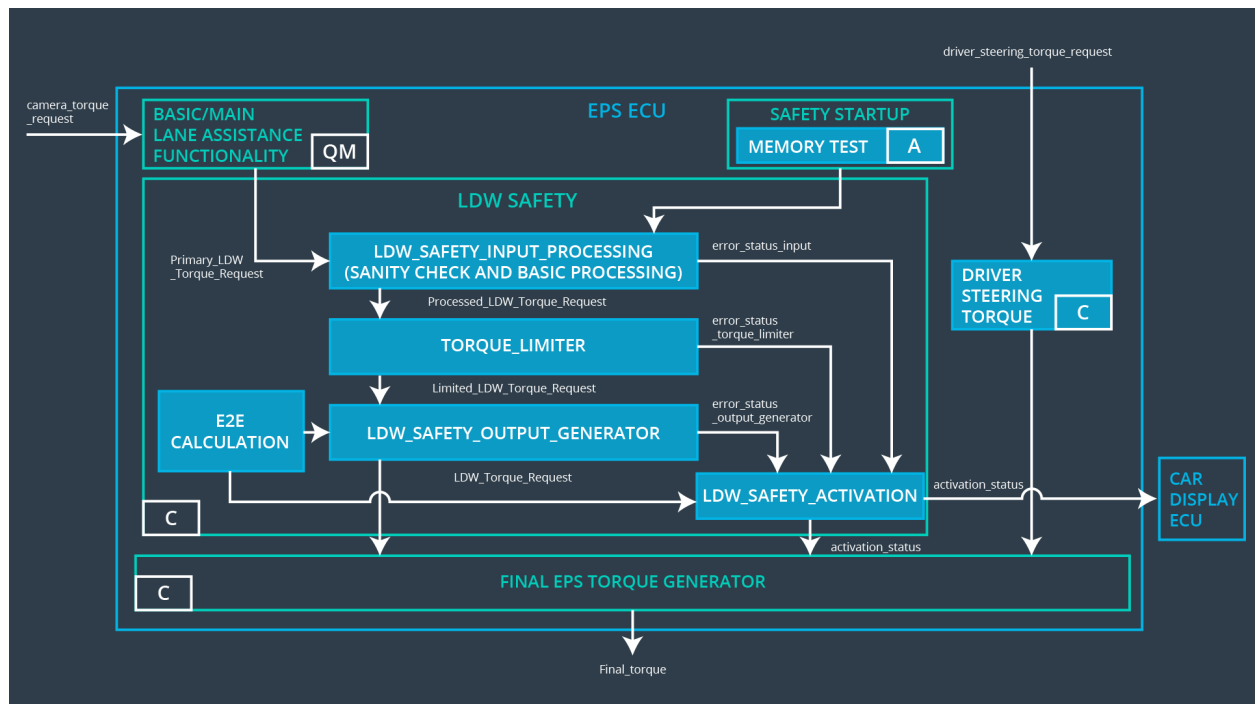 driver_steering_torque_request
camera_torque
_request
BASIC/MAIN
LANE ASSISTANCE
FUNCTIONALITY
QM
EPS ECU
SAFETY STARTUP
MEMORY TEST
A
LDW SAFETY
Primary_LDW
_Torque_Request
LDW_SAFETY_INPUT_PROCESSING
(SANITY CHECK AND BASIC PROCESSING)
error_status_input
DRIVER
STEERING
TORQUE
C
Processed_LDW_Torque_Request
TORQUE_LIMITER
error_status
_torque_limiter
Limited_LDW_Torque_Request
E2E
CALCULATION
LDW_SAFETY_OUTPUT_GENERATOR
error_status
_output_generator
LDW_Torque_Request
LDW_SAFETY_ACTIVATION
activation_status
CAR
DISPLAY
ECU
C
activation_status
FINAL EPS TORQUE GENERATOR
C
Final_torque